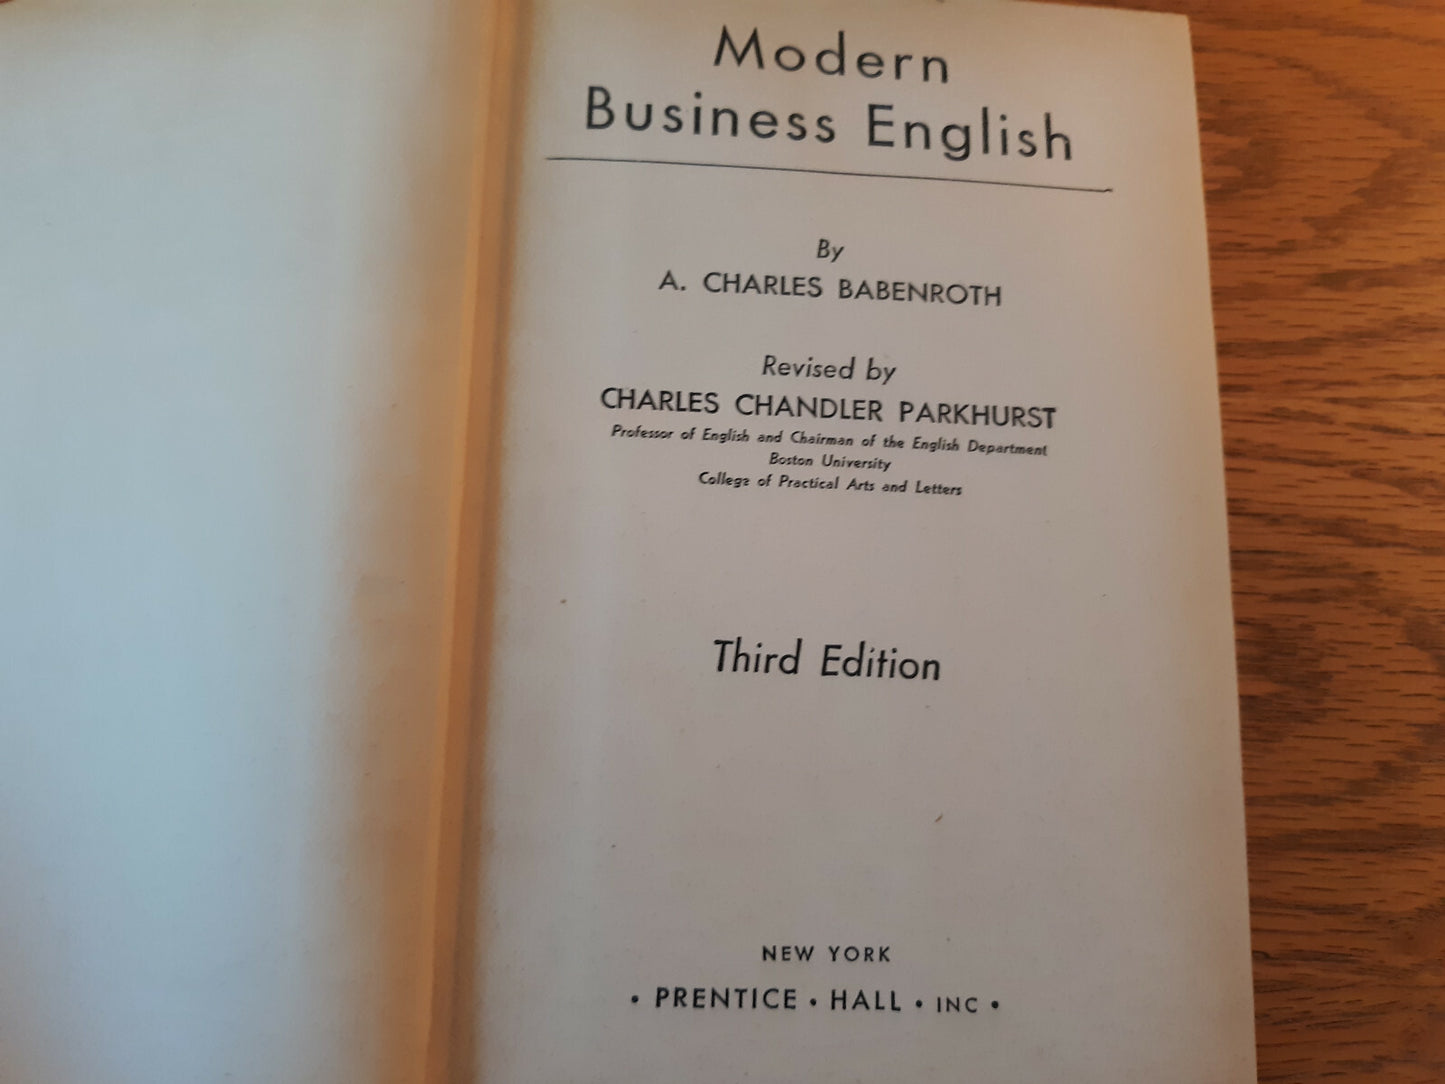 Modern
Business English
By
A. CHARLES BABENROTH
Revised by
CHARLES CHANDLER PARKHURST
Professor of English and Chairman of the English Department
Boston University
College of Practical Arts and Letters
Third Edition
NEW YORK
• PRENTICE • HALL • INC •